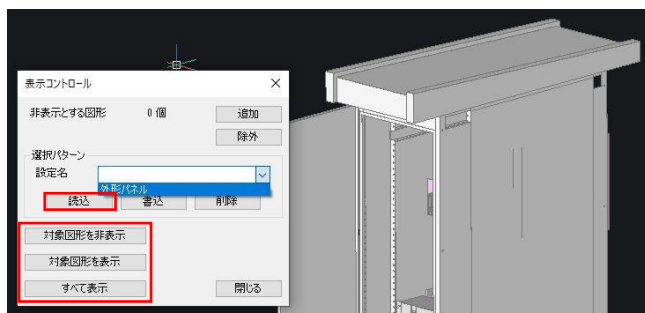 表示コントロール
非表示とする図形 0 個 追加
除外
選択パターン
設定名
外形パネル
読込 書込 削除
対象図形を非表示
対象図形を表示
すべて表示 閉じる